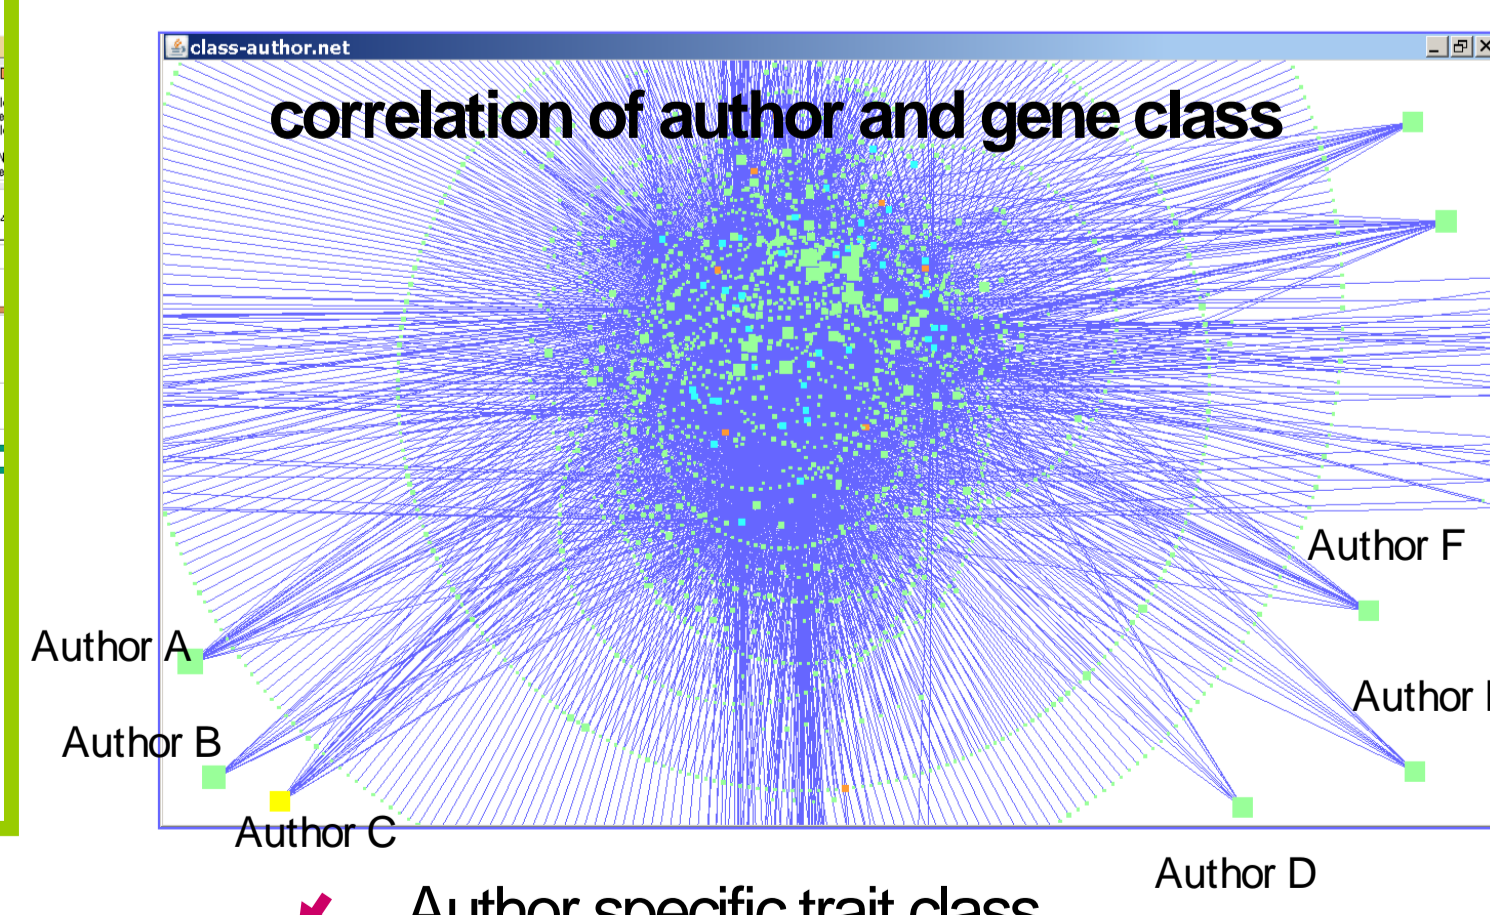 class-author.net
correlation of author and gene class
Author F
Author A
Author
Author B
Author C
Author D
Author specific trait class